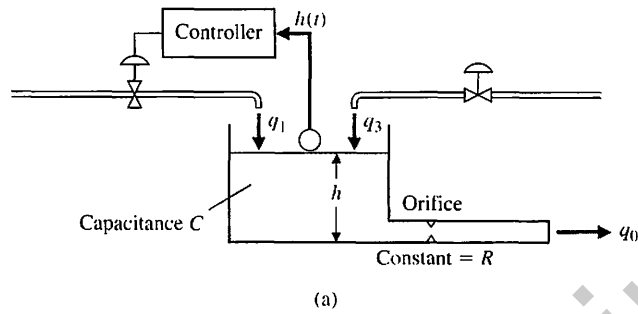 Controller
h(t)
q1
q3
h
Capacitance C
Orifice
q0
Constant = R
(a)